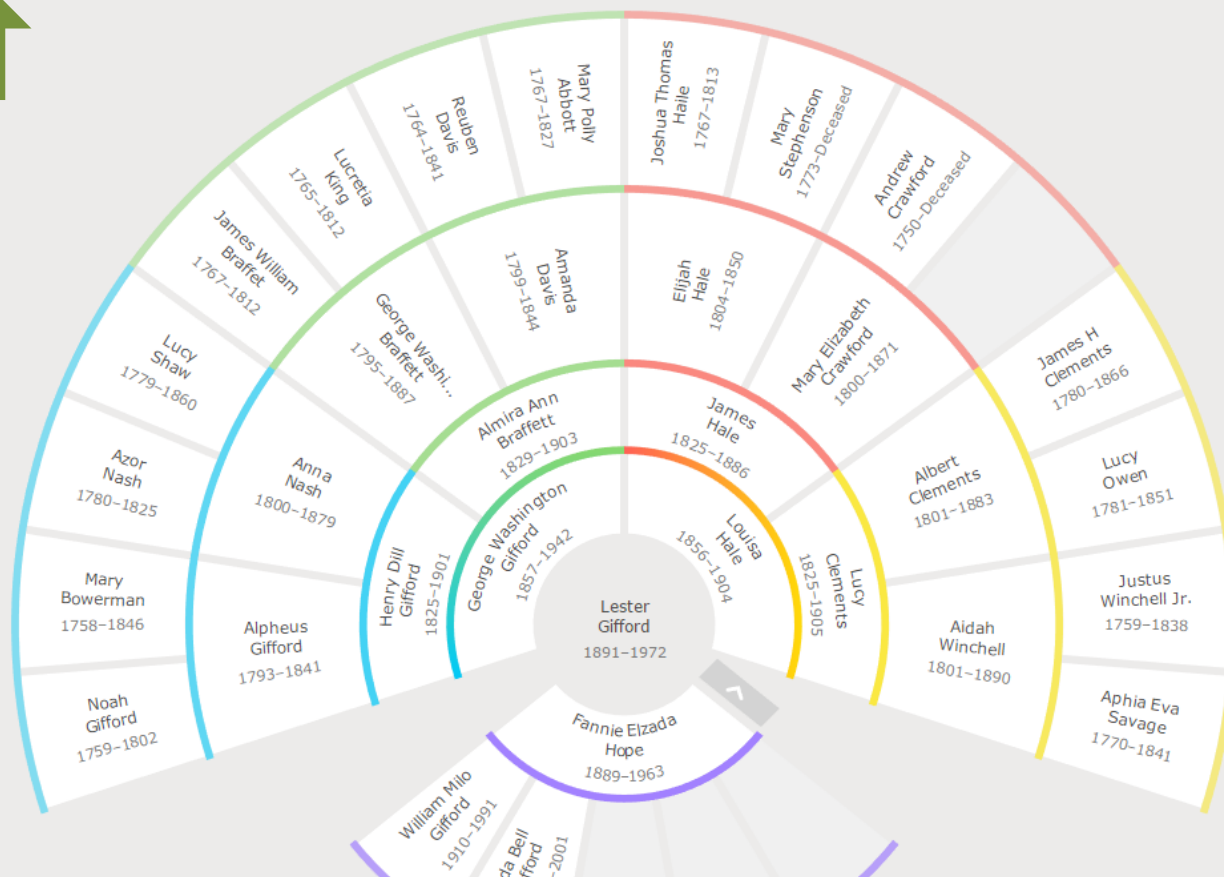 Mary Polly
Abbott
1767–1827
Joshua Thomas
Haile
1767–1813
Reuben
Davis
1764–1841
Mary
Stephenson
1773–Deceased
Lucretia
King
1765–1812
Andrew
Crawford
1750–Deceased
James William
Braffet
1767–1812
Lucy
Shaw
1779–1860
Azor
Nash
1780–1825
Mary
Bowerman
1758–1846
Noah
Gifford
1759–1802
James H
Clements
1780–1866
Lucy
Owen
1781–1851
Justus
Winchell Jr.
1759–1838
Aphia Eva
Savage
1770–1841
Alpheus
Gifford
1793–1841
Anna
Nash
1800–1879
George Washi...
Braffett
1795–1887
Amanda
Davis
1799–1844
Elijah
Hale
1804–1850
Mary Elizabeth
Crawford
1800–1871
Albert
Clements
1801–1883
Aidah
Winchell
1801–1890
Henry Dill
Gifford
1825–1901
Almira Ann
Braffett
1829–1903
James
Hale
1825–1886
Lucy
Clements
1825–1905
George Washington
Gifford
1857–1942
Louisa
Hale
1856–1904
Lester
Gifford
1891–1972
Fannie Elzada
Hope
1889–1963
William Milo
Gifford
1910–1991
Bell
2001